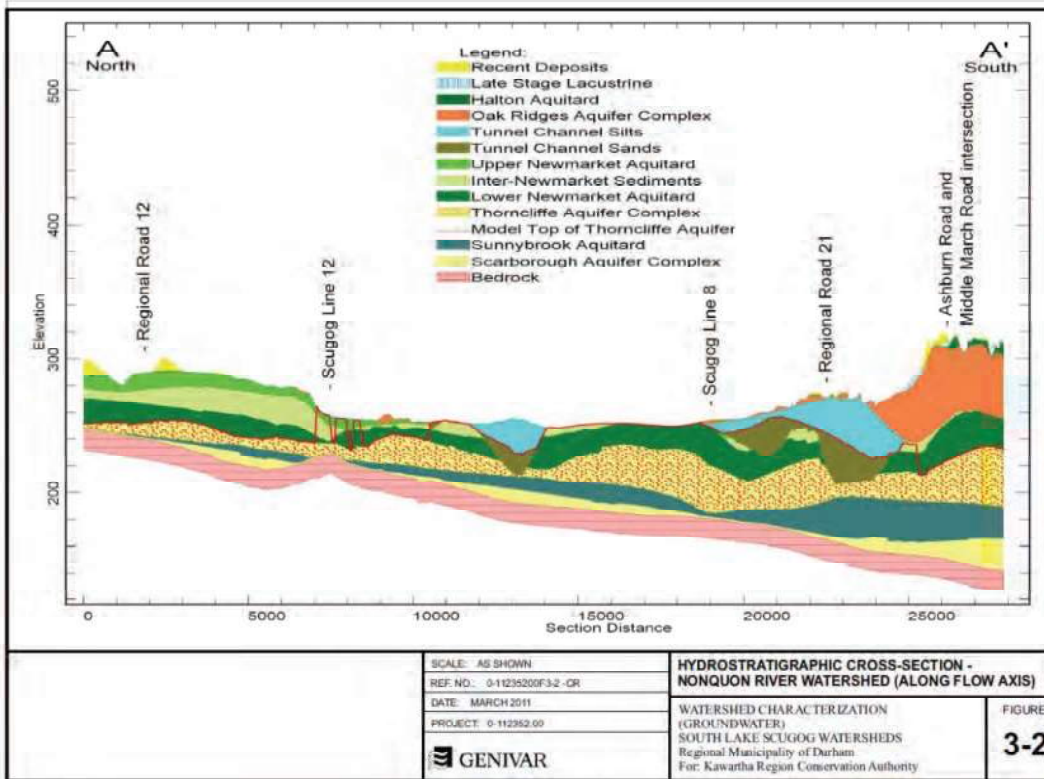 A
North
A'
South
Legend:
Recent Deposits
Late Stage Lacustrine
Halton Aquitard
Oak Ridges Aquifer Complex
Tunnel Channel Silts
Tunnel Channel Sands
Upper Newmarket Aquitard
Inter-Newmarket Sediments
Lower Newmarket Aquitard
Thorncliffe Aquifer Complex
Model Top of Thorncliffe Aquifer
Sunnybrook Aquitard
Scarborough Aquifer Complex
Bedrock
500
400
300
200
Elevation
- Regional Road 12
- Scugog Line 12
- Scugog Line 8
- Regional Road 21
- Ashburn Road and
Middle March Road intersection
0
5000
10000
15000
20000
25000
Section Distance
SCALE: AS SHOWN
REF. NO.: 0-11235200F3-2 -CR
DATE: MARCH 2011
PROJECT: 0-112352.00
GENIVAR
HYDROSTRATIGRAPHIC CROSS-SECTION -
NONQUON RIVER WATERSHED (ALONG FLOW AXIS)
WATERSHED CHARACTERIZATION
(GROUNDWATER)
SOUTH LAKE SCUGOG WATERSHEDS
Regional Municipality of Durham
For: Kawartha Region Conservation Authority
FIGURE
3-2